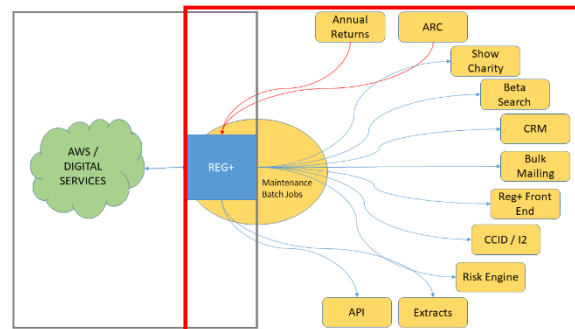 Annual
Returns
ARC
Show
Charity
Beta
Search
CRM
AWS /
DIGITAL
SERVICES
REG+
Maintenance
Batch Jobs
Bulk
Mailing
Reg+ Front
End
CCID / I2
Risk Engine
API
Extracts